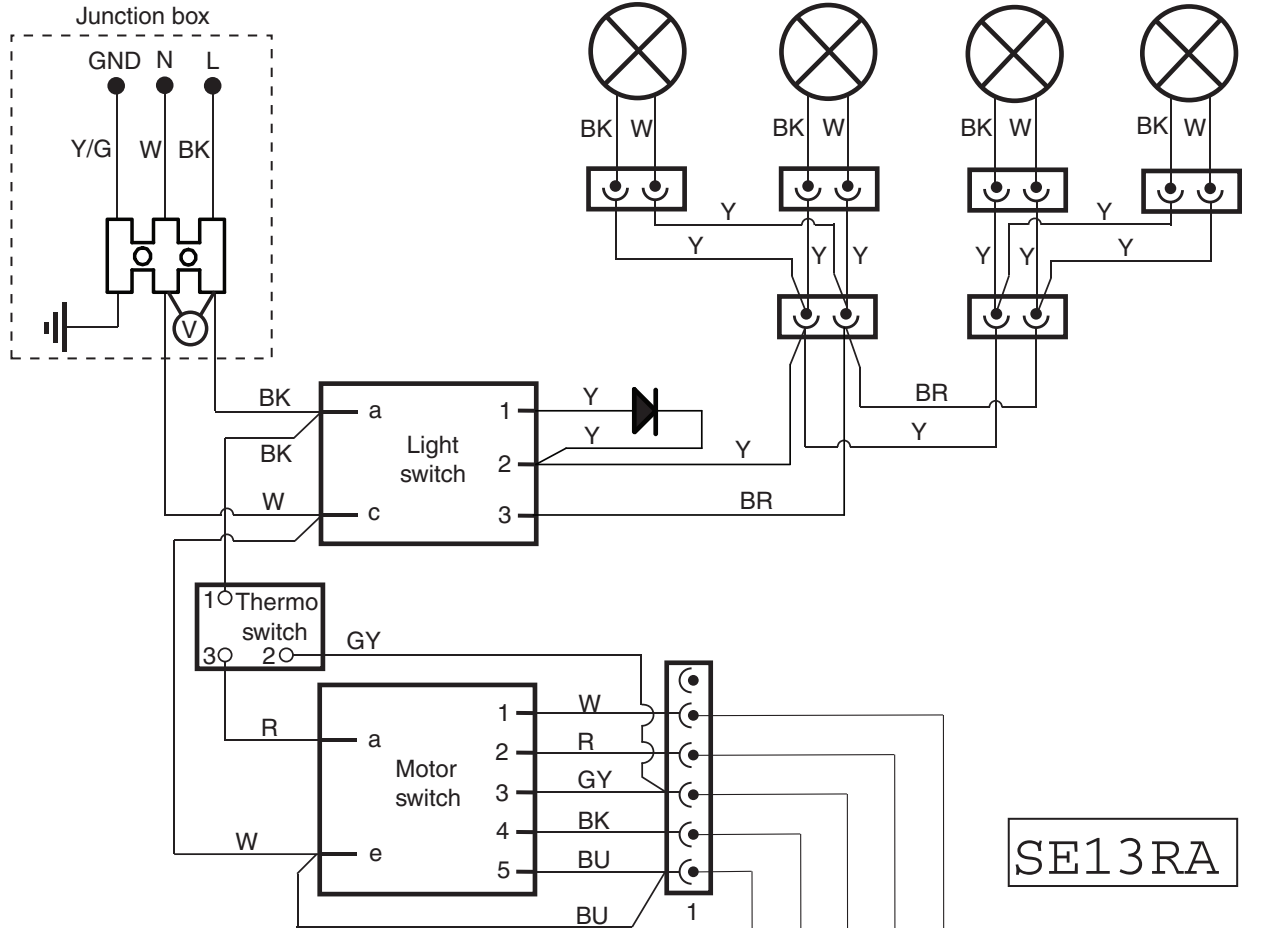 Junction box
GND N L
Y/G W BK
V
BK W BK W BK W BK W
Y Y
Y Y Y Y Y Y
BK
BK
W
a
c
Light
switch
1
2
3
Y
Y
Y
BR
BR
Y
1 Thermo
switch
3 2
GY
R
W
a
e
Motor
switch
1
2
3
4
5
W
R
GY
BK
BU
BU
1
SE13RA